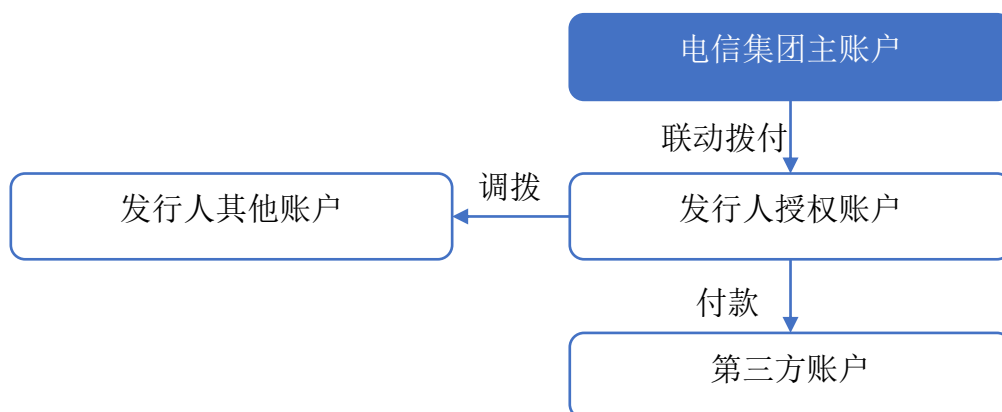 电信集团主账户
联动拨付
发行人其他账户
调拨
发行人授权账户
付款
第三方账户